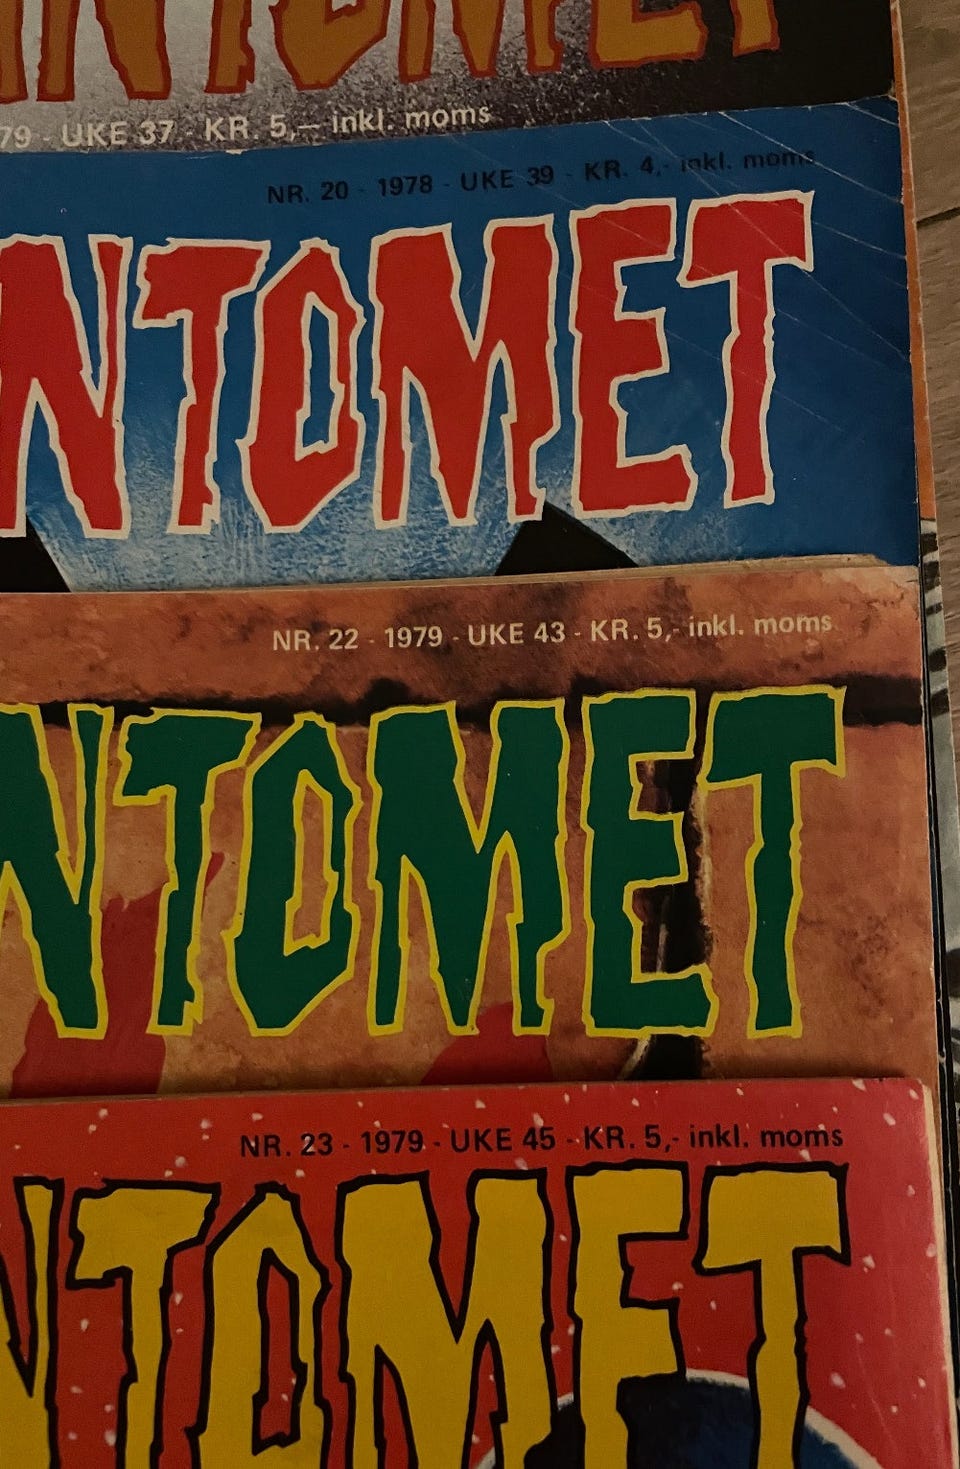 NTOMET
79 - UKE 37 - KR. 5,– inkl. moms
NR. 20 - 1978 - UKE 39 - KR. 4,- inkl. moms
NTOMET
NR. 22 - 1979 - UKE 43 - KR. 5,- inkl. moms
NTOMET
NR. 23 - 1979 - UKE 45 - KR. 5,- inkl. moms
NTOMET